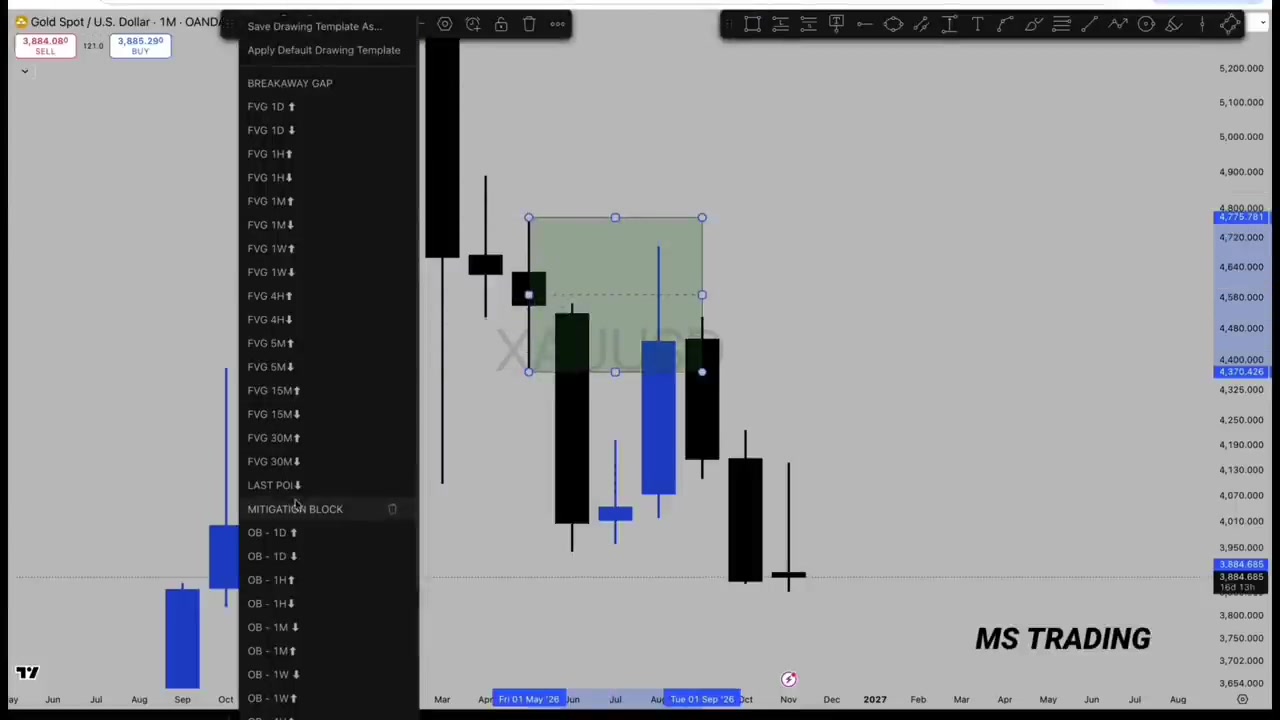 Gold Spot / U.S. Dollar · 1M · OANDA
3,884.080
SELL
121.0
3,885.290
BUY
Save Drawing Template As...
Apply Default Drawing Template
BREAKAWAY GAP
FVG 1D ⬆
FVG 1D ⬇
FVG 1H⬆
FVG 1H⬇
FVG 1M⬆
FVG 1M⬇
FVG 1W⬆
FVG 1W⬇
FVG 4H⬆
FVG 4H⬇
FVG 5M⬆
FVG 5M⬇
FVG 15M⬆
FVG 15M⬇
FVG 30M⬆
FVG 30M⬇
LAST POI⬇
MITIGATION BLOCK
OB - 1D ⬆
OB - 1D ⬇
OB - 1H⬆
OB - 1H⬇
OB - 1M ⬇
OB - 1M⬆
OB - 1W ⬇
OB - 1W⬆
XAUUSD
5,200.000
5,100.000
5,000.000
4,900.000
4,800.000
4,775.781
4,720.000
4,640.000
4,580.000
4,480.000
4,400.000
4,370.426
4,325.000
4,250.000
4,190.000
4,130.000
4,070.000
4,010.000
3,950.000
3,884.685
3,884.685
16d 13h
3,800.000
3,750.000
3,702.000
3,654.000
MS TRADING
Jun Jul Aug Sep Oct Mar Fri 01 May '26 Jun Jul Tue 01 Sep '26 Oct Nov Dec 2027 Feb Mar Apr May Jun Jul Aug